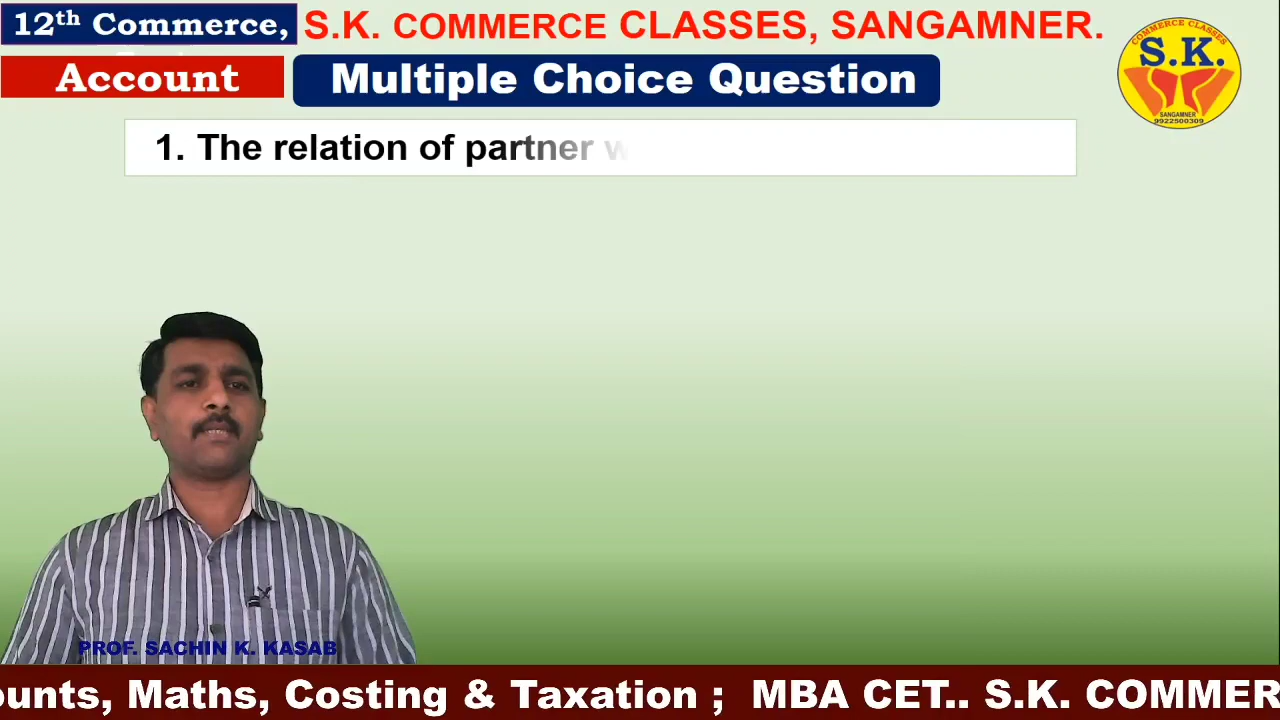 12th Commerce,
S.K. COMMERCE CLASSES, SANGAMNER.
Account
Multiple Choice Question
COMMERCE CLASSES
S.K.
SANGAMNER
9922500309
1. The relation of partner w
PROF. SACHIN K. KASAB
ounts, Maths, Costing & Taxation ; MBA CET.. S.K. COMMER